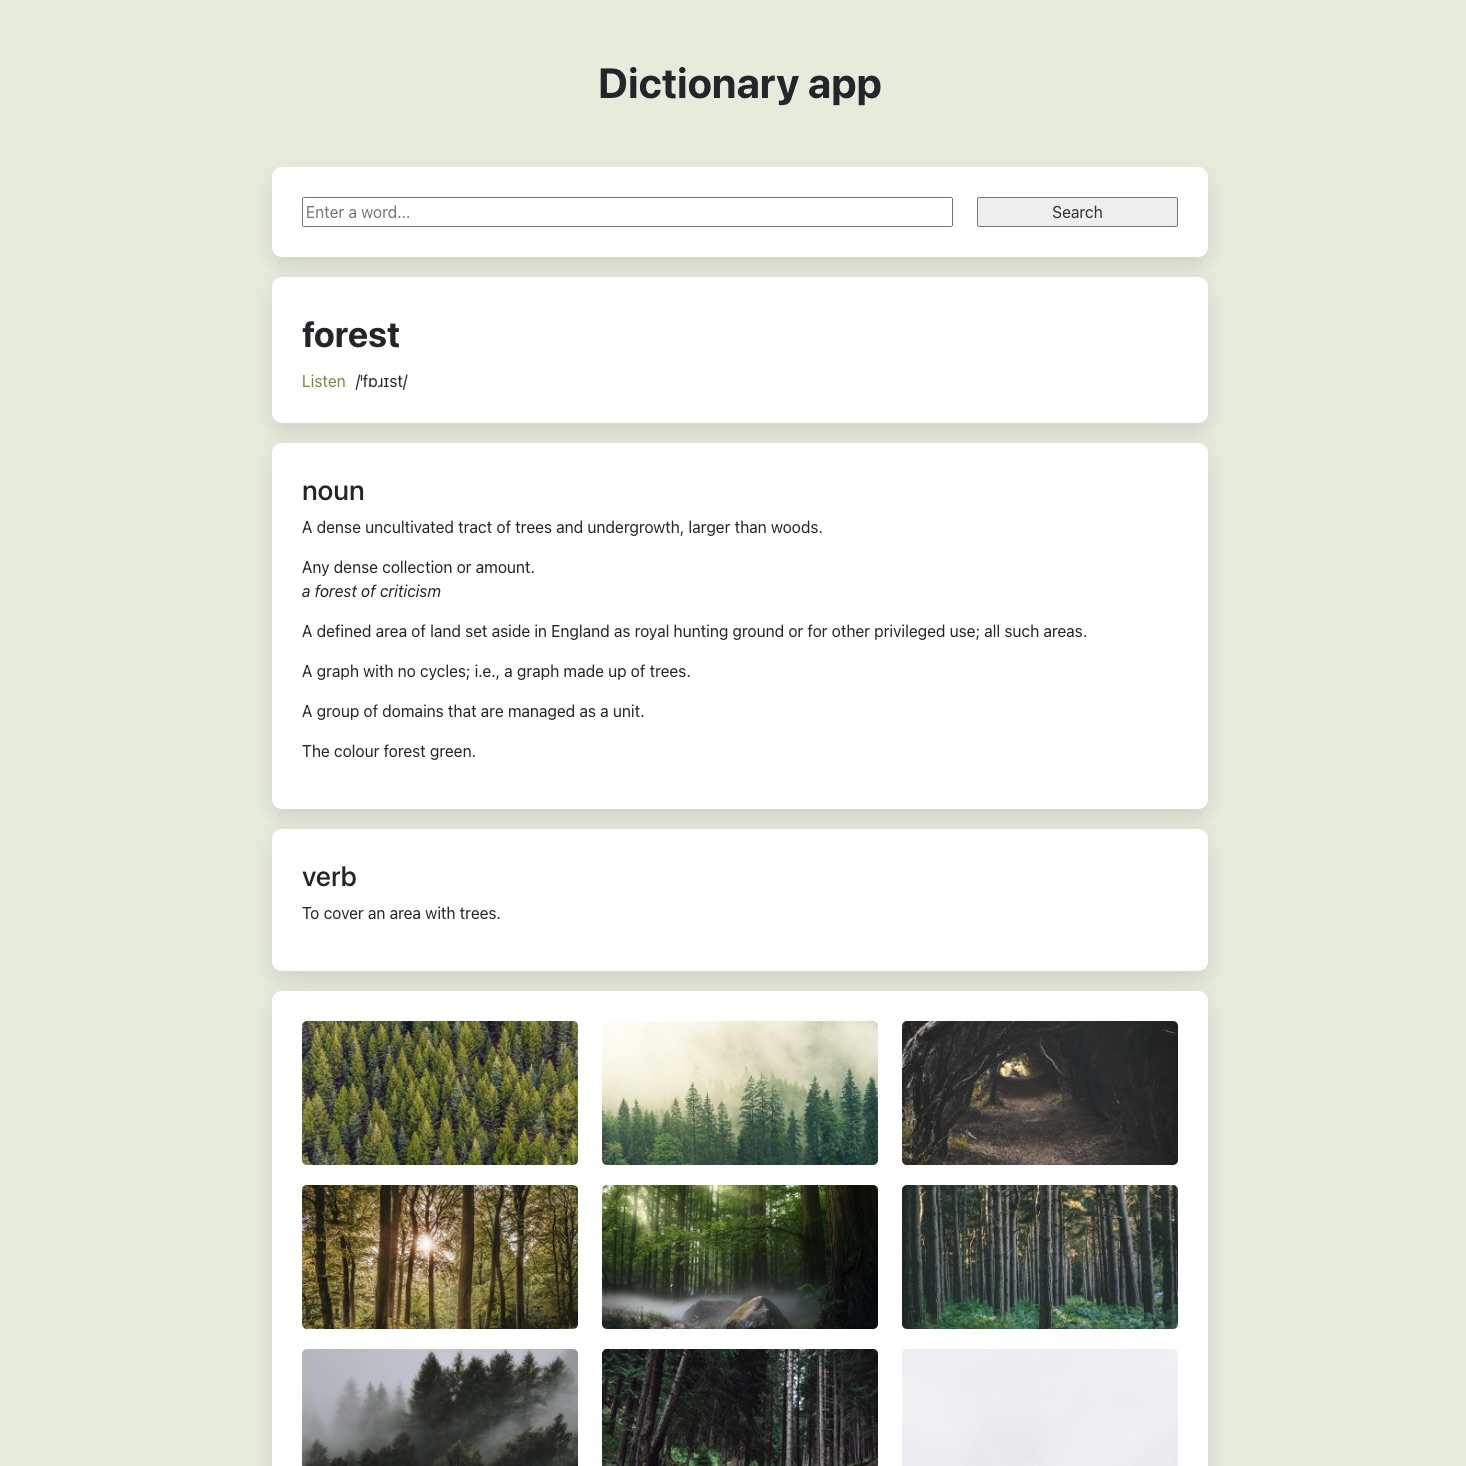 Dictionary app
Enter a word...
Search
forest
Listen /ˈfɒɹɪst/
noun
A dense uncultivated tract of trees and undergrowth, larger than woods.
Any dense collection or amount.
a forest of criticism
A defined area of land set aside in England as royal hunting ground or for other privileged use; all such areas.
A graph with no cycles; i.e., a graph made up of trees.
A group of domains that are managed as a unit.
The colour forest green.
verb
To cover an area with trees.